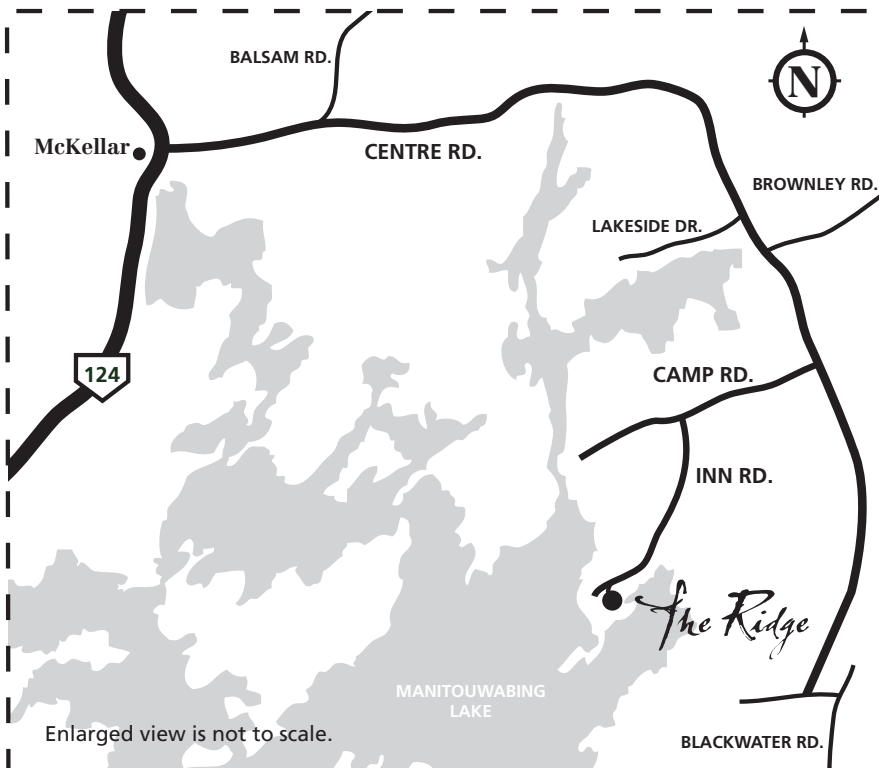 BALSAM RD.
N
McKellar
CENTRE RD.
BROWNLEY RD.
LAKESIDE DR.
124
CAMP RD.
INN RD.
The Ridge
MANITOUWABING
LAKE
Enlarged view is not to scale.
BLACKWATER RD.